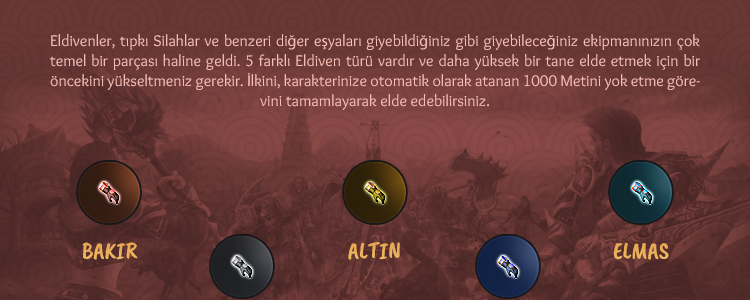 Eldivenler, tıpkı Silahlar ve benzeri diğer eşyaları giyebildiğiniz gibi giyebileceğiniz ekipmanınızın çok
temel bir parçası haline geldi. 5 farklı Eldiven türü vardır ve daha yüksek bir tane elde etmek için bir
öncekini yükseltmeniz gerekir. İlkini, karakterinize otomatik olarak atanan 1000 Metini yok etme göre-
vini tamamlayarak elde edebilirsiniz.
BAKIR
ALTIN
ELMAS